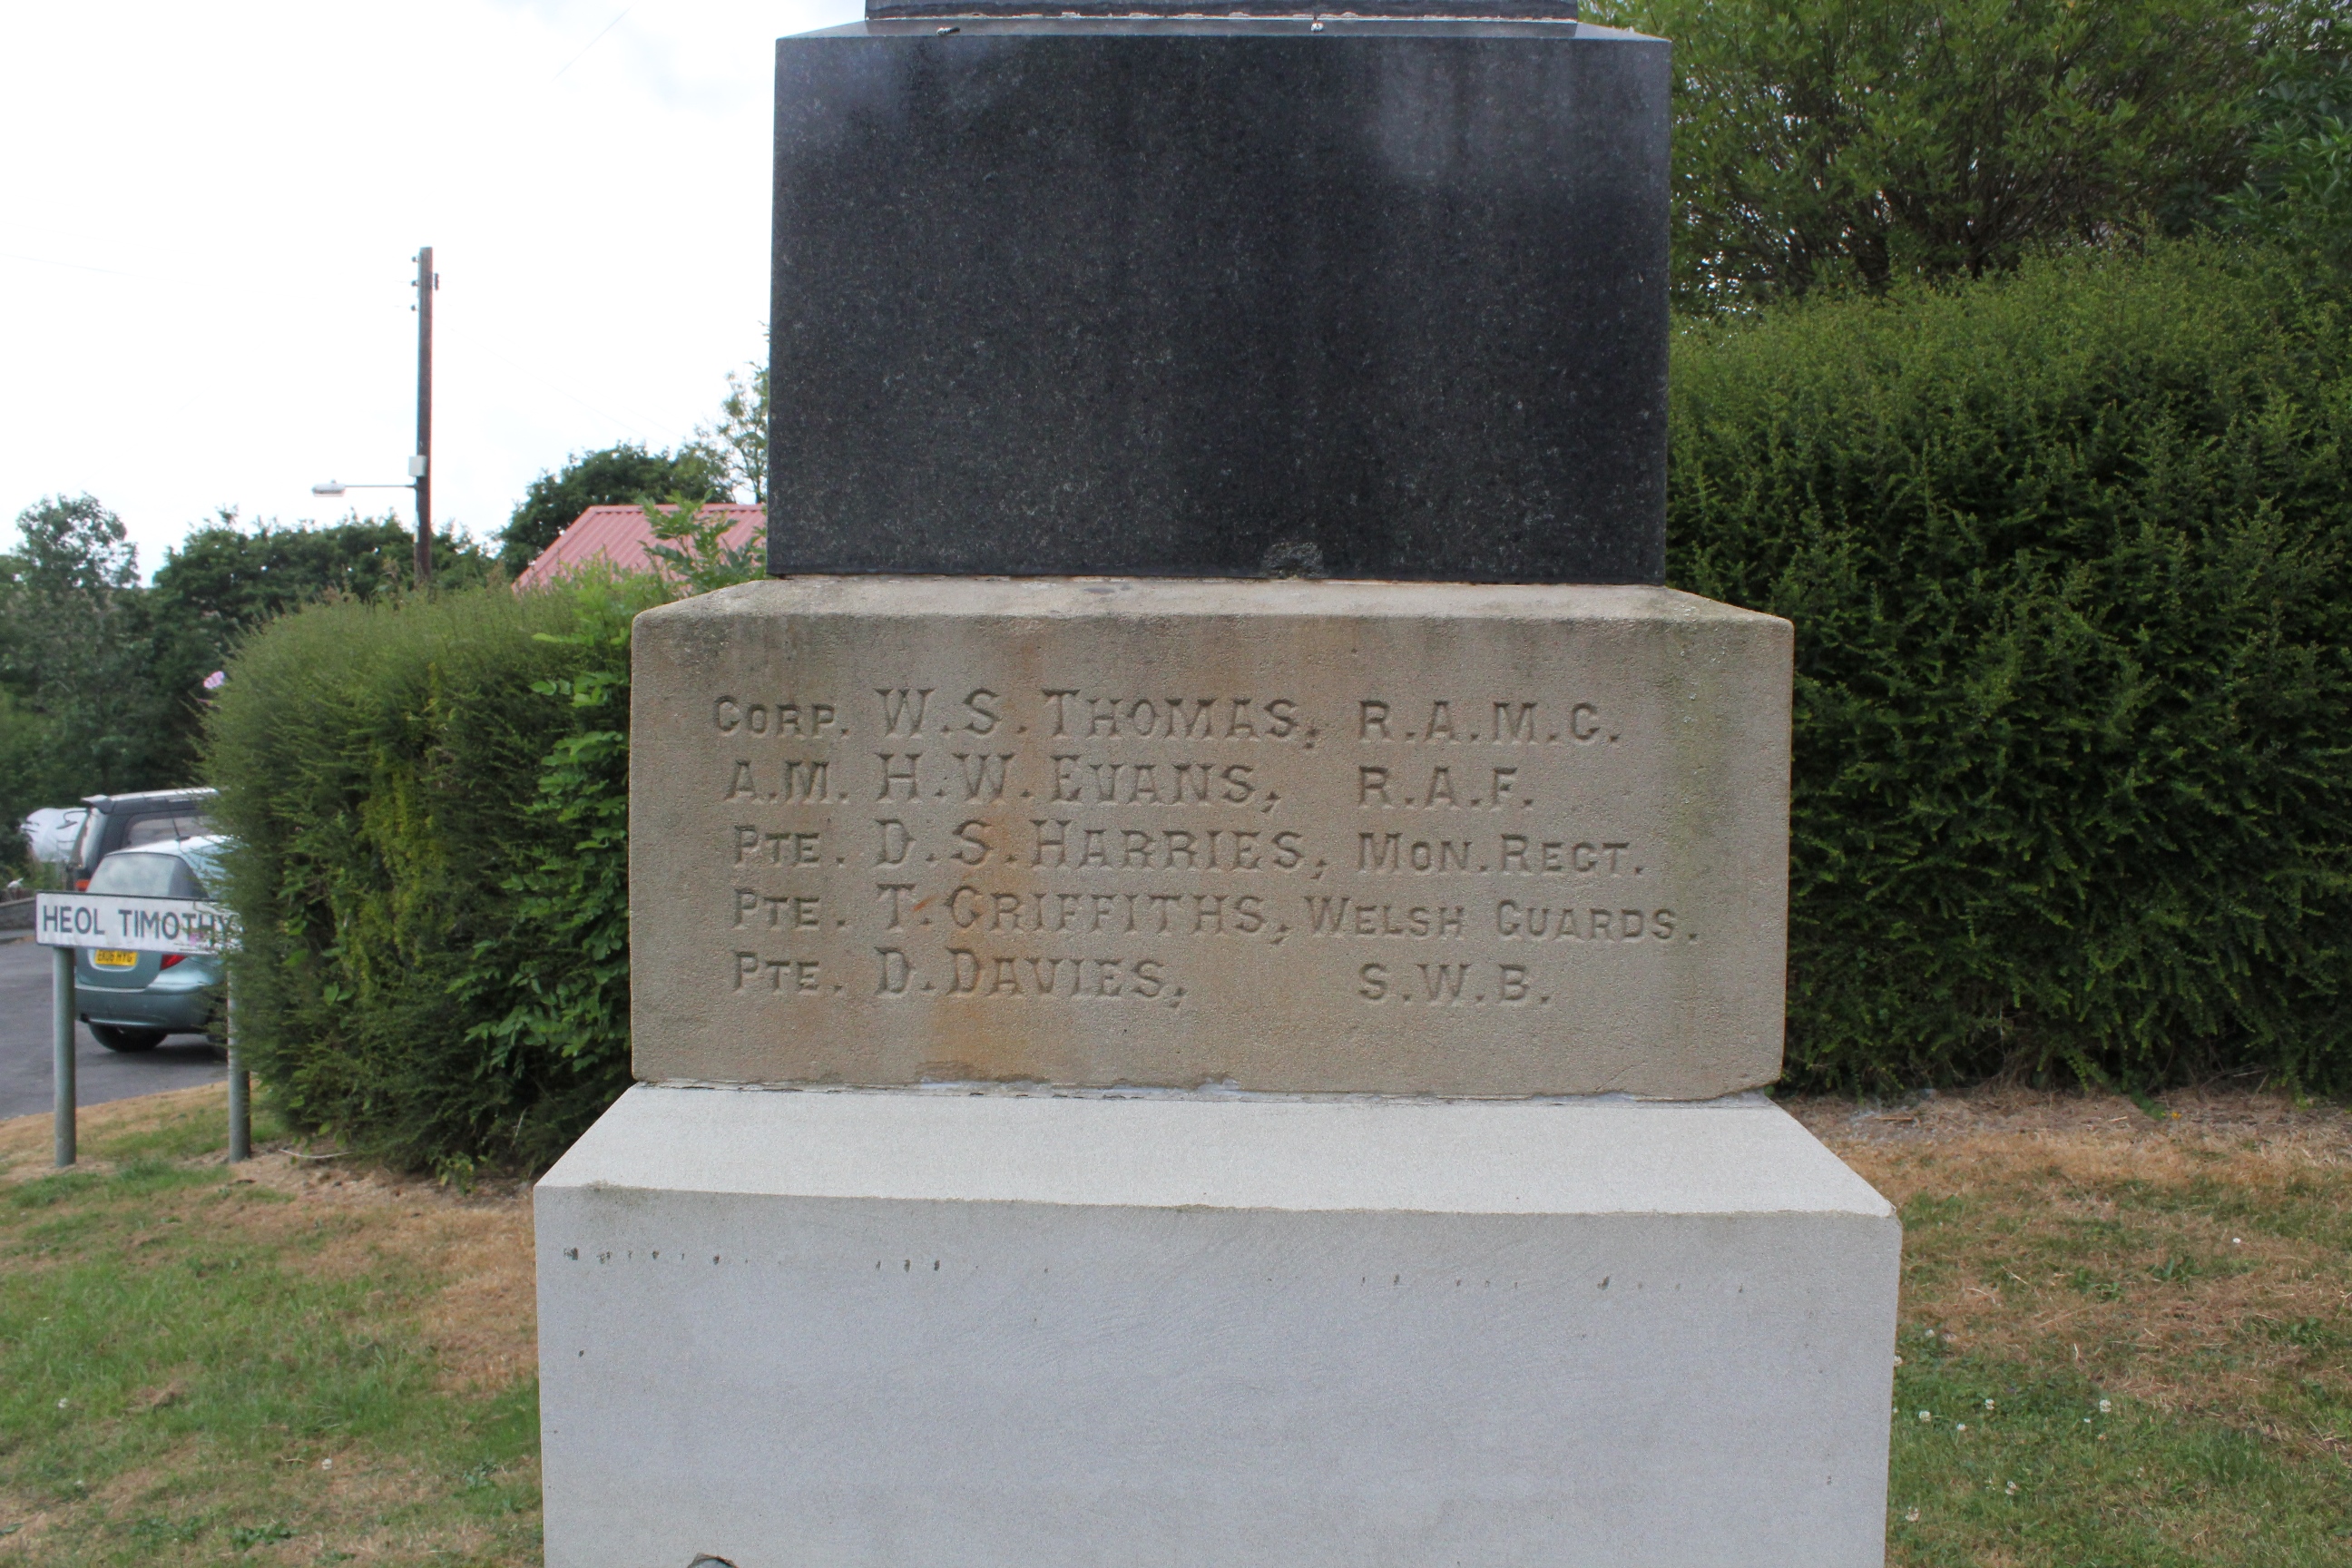 CORP. W.S. THOMAS, R.A.M.C.
A.M. H.W. EVANS, R.A.F.
PTE. D.S. HARRIES, MON. REGT.
PTE. T. GRIFFITHS, WELSH GUARDS.
PTE. D. DAVIES, S.W.B.
HEOL TIMOTHY